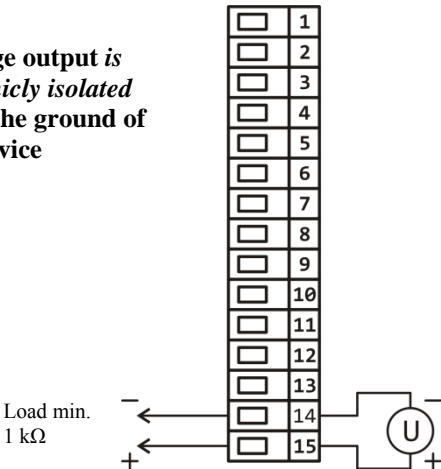 ge output is
nicly isolated
he ground of
vice
1
2
3
4
5
6
7
8
9
10
11
12
13
Load min.
1 kΩ
−
+
14
15
U
−
+